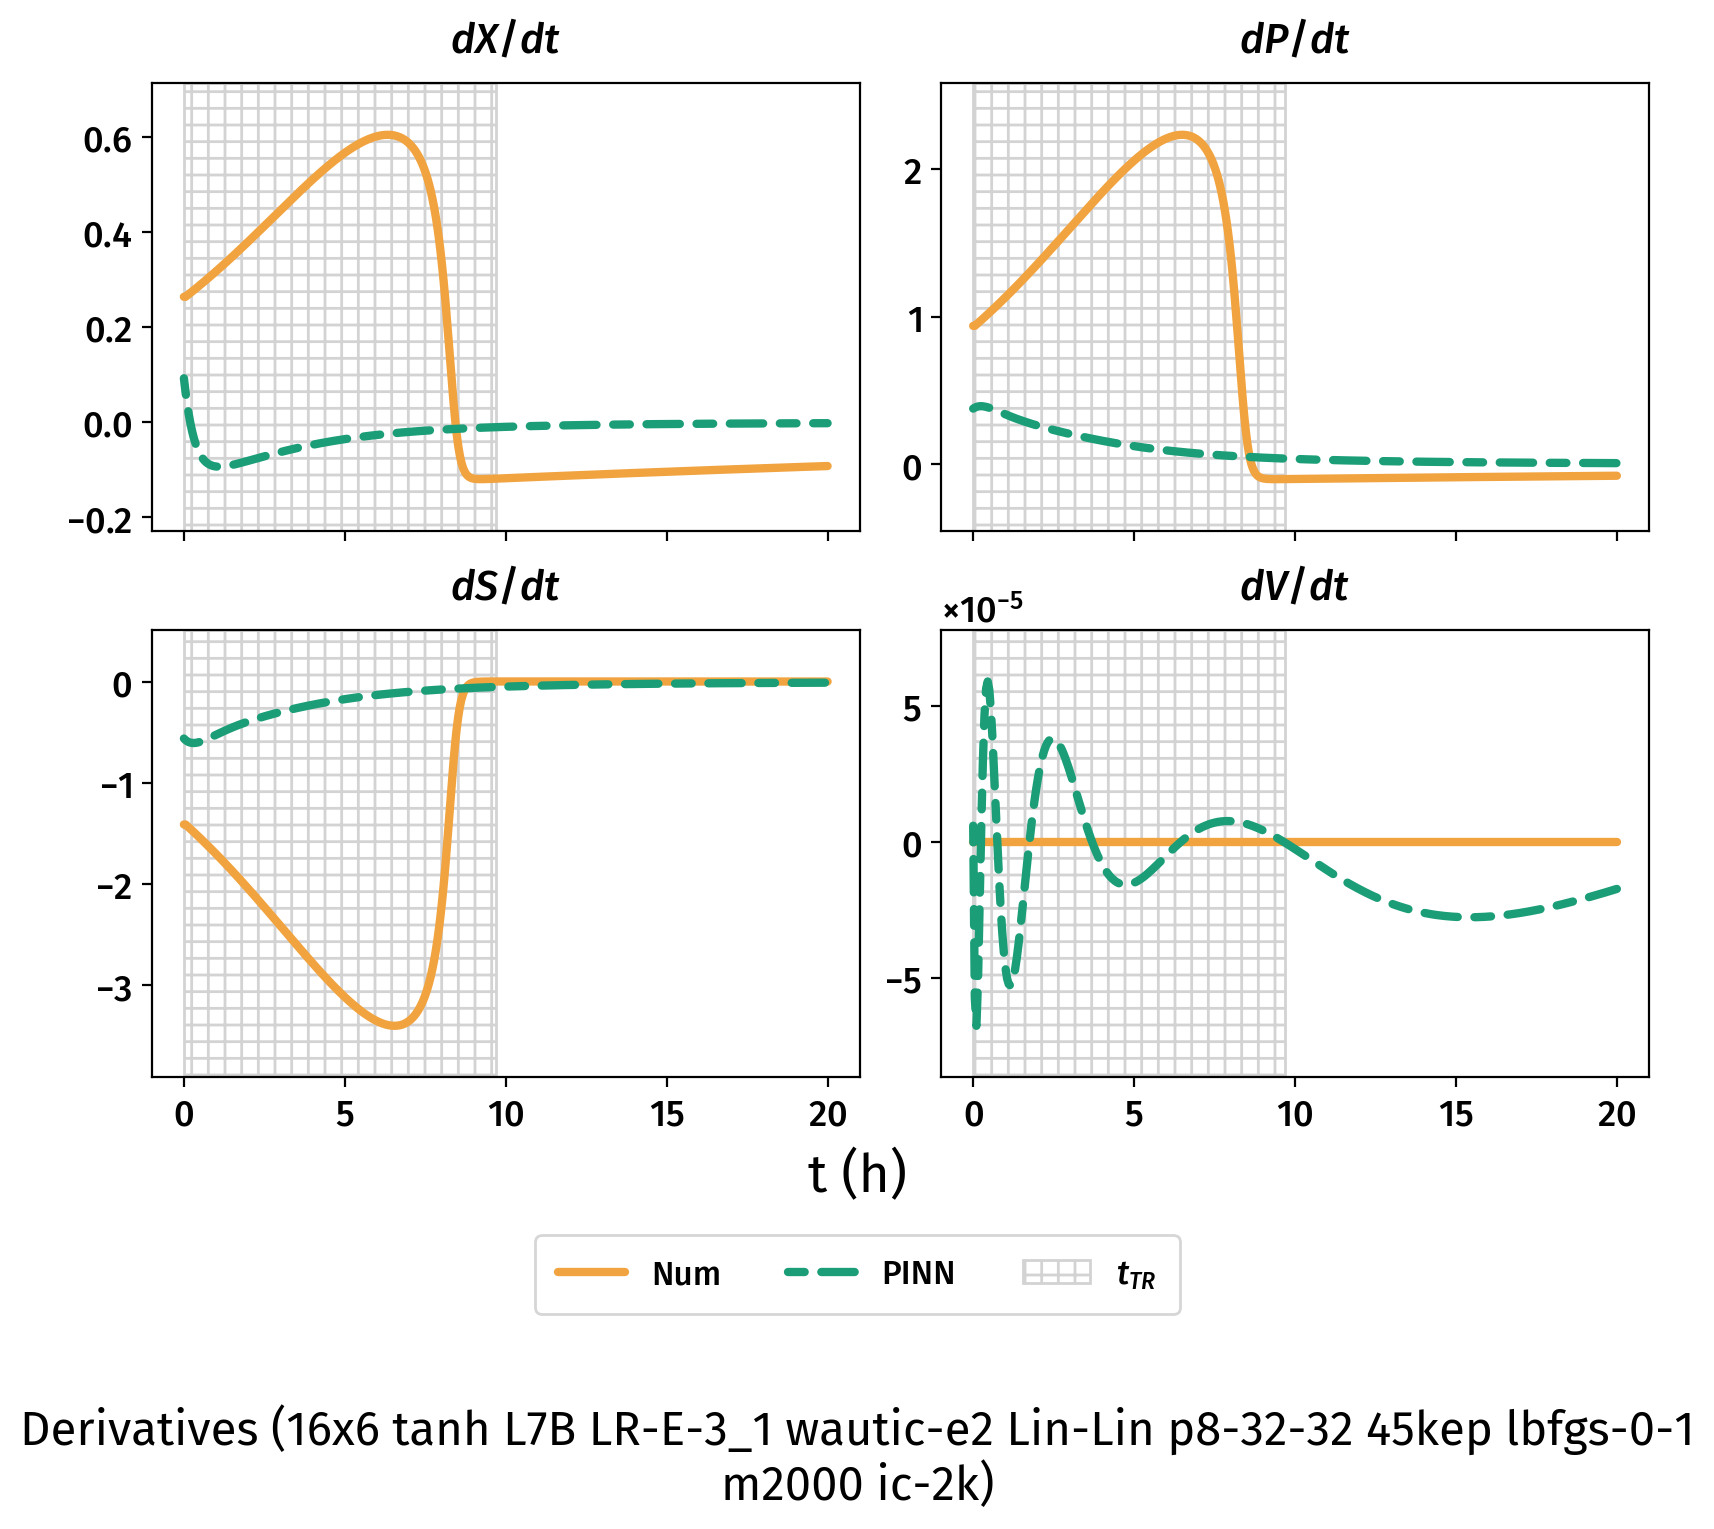 dX/dt
dP/dt
0.6
0.4
0.2
0.0
−0.2
2
1
0
dS/dt
dV/dt
×10⁻⁵
0
−1
−2
−3
5
0
−5
0 5 10 15 20
0 5 10 15 20
t (h)
Num PINN t_TR
Derivatives (16x6 tanh L7B LR-E-3_1 wautic-e2 Lin-Lin p8-32-32 45kep lbfgs-0-1
m2000 ic-2k)